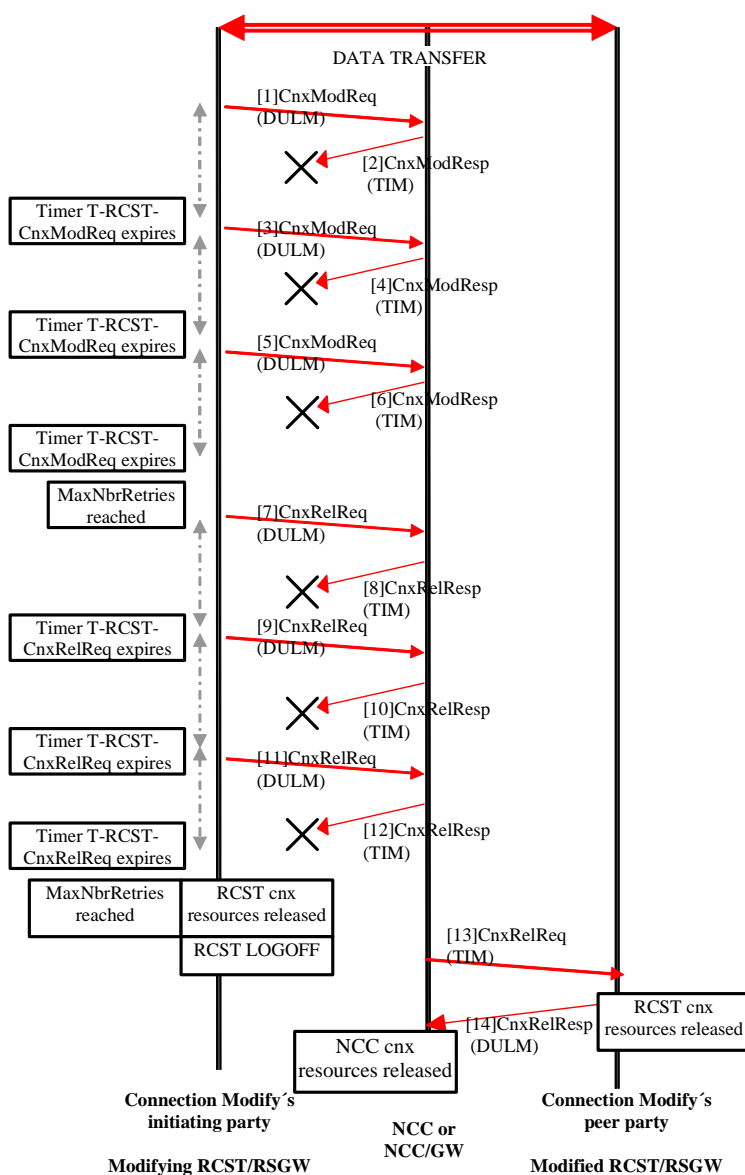 DATA TRANSFER
[1]CnxModReq
(DULM)
[2]CnxModResp
(TIM)
Timer T-RCST-
CnxModReq expires
[3]CnxModReq
(DULM)
[4]CnxModResp
(TIM)
Timer T-RCST-
CnxModReq expires
[5]CnxModReq
(DULM)
[6]CnxModResp
(TIM)
Timer T-RCST-
CnxModReq expires
MaxNbrRetries
reached
[7]CnxRelReq
(DULM)
[8]CnxRelResp
(TIM)
Timer T-RCST-
CnxRelReq expires
[9]CnxRelReq
(DULM)
[10]CnxRelResp
(TIM)
Timer T-RCST-
CnxRelReq expires
[11]CnxRelReq
(DULM)
[12]CnxRelResp
(TIM)
Timer T-RCST-
CnxRelReq expires
MaxNbrRetries
reached
RCST cnx
resources released
RCST LOGOFF
[13]CnxRelReq
(TIM)
RCST cnx
resources released
[14]CnxRelResp
(DULM)
NCC cnx
resources released
Connection Modify´s
initiating party
Modifying RCST/RSGW
NCC or
NCC/GW
Connection Modify´s
peer party
Modified RCST/RSGW